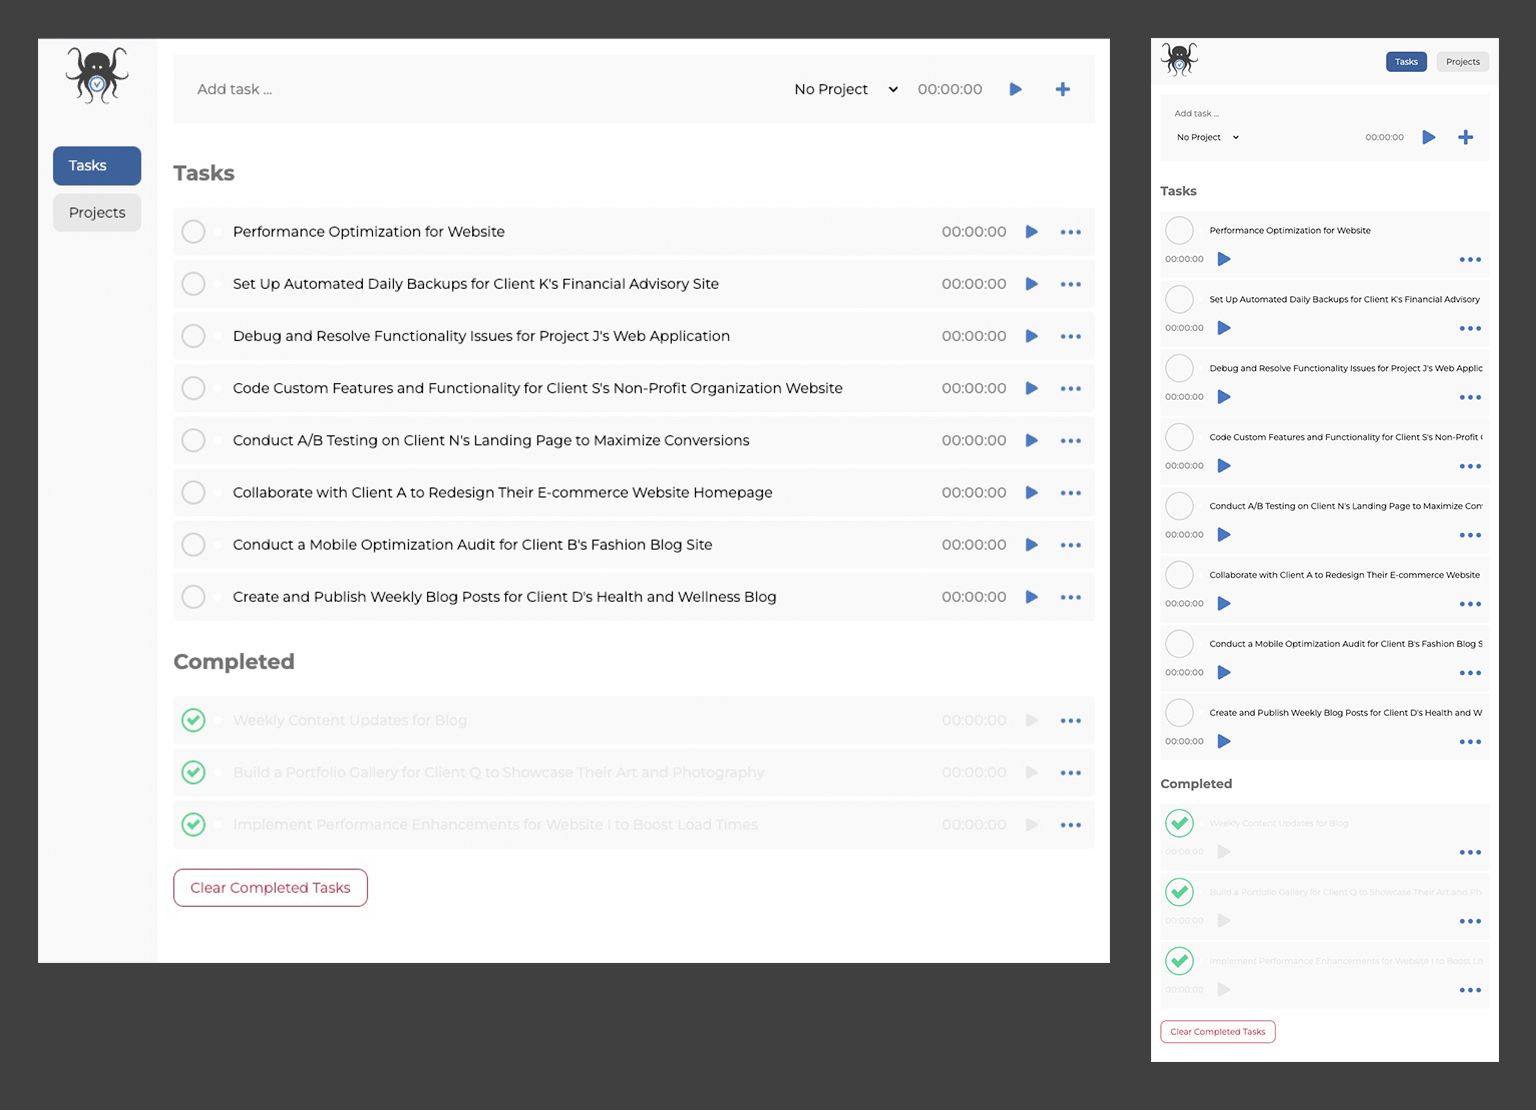 Add task ...
No Project
00:00:00
Tasks
Projects
Tasks
Performance Optimization for Website 00:00:00
Set Up Automated Daily Backups for Client K's Financial Advisory Site 00:00:00
Debug and Resolve Functionality Issues for Project J's Web Application 00:00:00
Code Custom Features and Functionality for Client S's Non-Profit Organization Website 00:00:00
Conduct A/B Testing on Client N's Landing Page to Maximize Conversions 00:00:00
Collaborate with Client A to Redesign Their E-commerce Website Homepage 00:00:00
Conduct a Mobile Optimization Audit for Client B's Fashion Blog Site 00:00:00
Create and Publish Weekly Blog Posts for Client D's Health and Wellness Blog 00:00:00
Completed
Weekly Content Updates for Blog 00:00:00
Build a Portfolio Gallery for Client Q to Showcase Their Art and Photography 00:00:00
Implement Performance Enhancements for Website I to Boost Load Times 00:00:00
Clear Completed Tasks
Tasks
Projects
Add task ...
No Project
00:00:00
Tasks
Performance Optimization for Website
00:00:00
Set Up Automated Daily Backups for Client K's Financial Advisory
00:00:00
Debug and Resolve Functionality Issues for Project J's Web Applic
00:00:00
Code Custom Features and Functionality for Client S's Non-Profit
00:00:00
Conduct A/B Testing on Client N's Landing Page to Maximize Con
00:00:00
Collaborate with Client A to Redesign Their E-commerce Website
00:00:00
Conduct a Mobile Optimization Audit for Client B's Fashion Blog S
00:00:00
Create and Publish Weekly Blog Posts for Client D's Health and W
00:00:00
Completed
Weekly Content Updates for Blog
00:00:00
Build a Portfolio Gallery for Client Q to Showcase Their Art and Ph
00:00:00
Implement Performance Enhancements for Website I to Boost Lo
00:00:00
Clear Completed Tasks